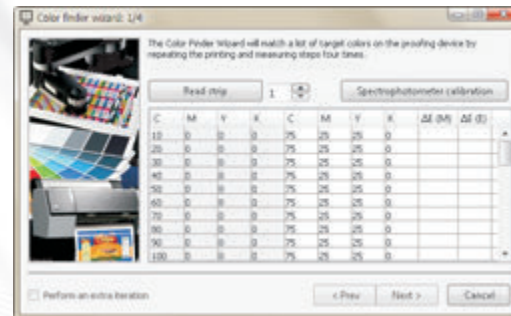 Color finder wizard: 1/4
The Color Finder Wizard will match a list of target colors on the proofing device by
repeating the printing and measuring steps four times.
Read strip 1 Spectrophotometer calibration
C M Y K C M Y K ΔE (M) ΔE (E)
10 0 0 0 75 25 25 0
20 0 0 0 75 25 25 0
30 0 0 0 75 25 25 0
40 0 0 0 75 25 25 0
50 0 0 0 75 25 25 0
60 0 0 0 75 25 25 0
70 0 0 0 75 25 25 0
80 0 0 0 75 25 25 0
90 0 0 0 75 25 25 0
100 0 0 0 75 25 25 0
Perform an extra iteration < Prev Next > Cancel